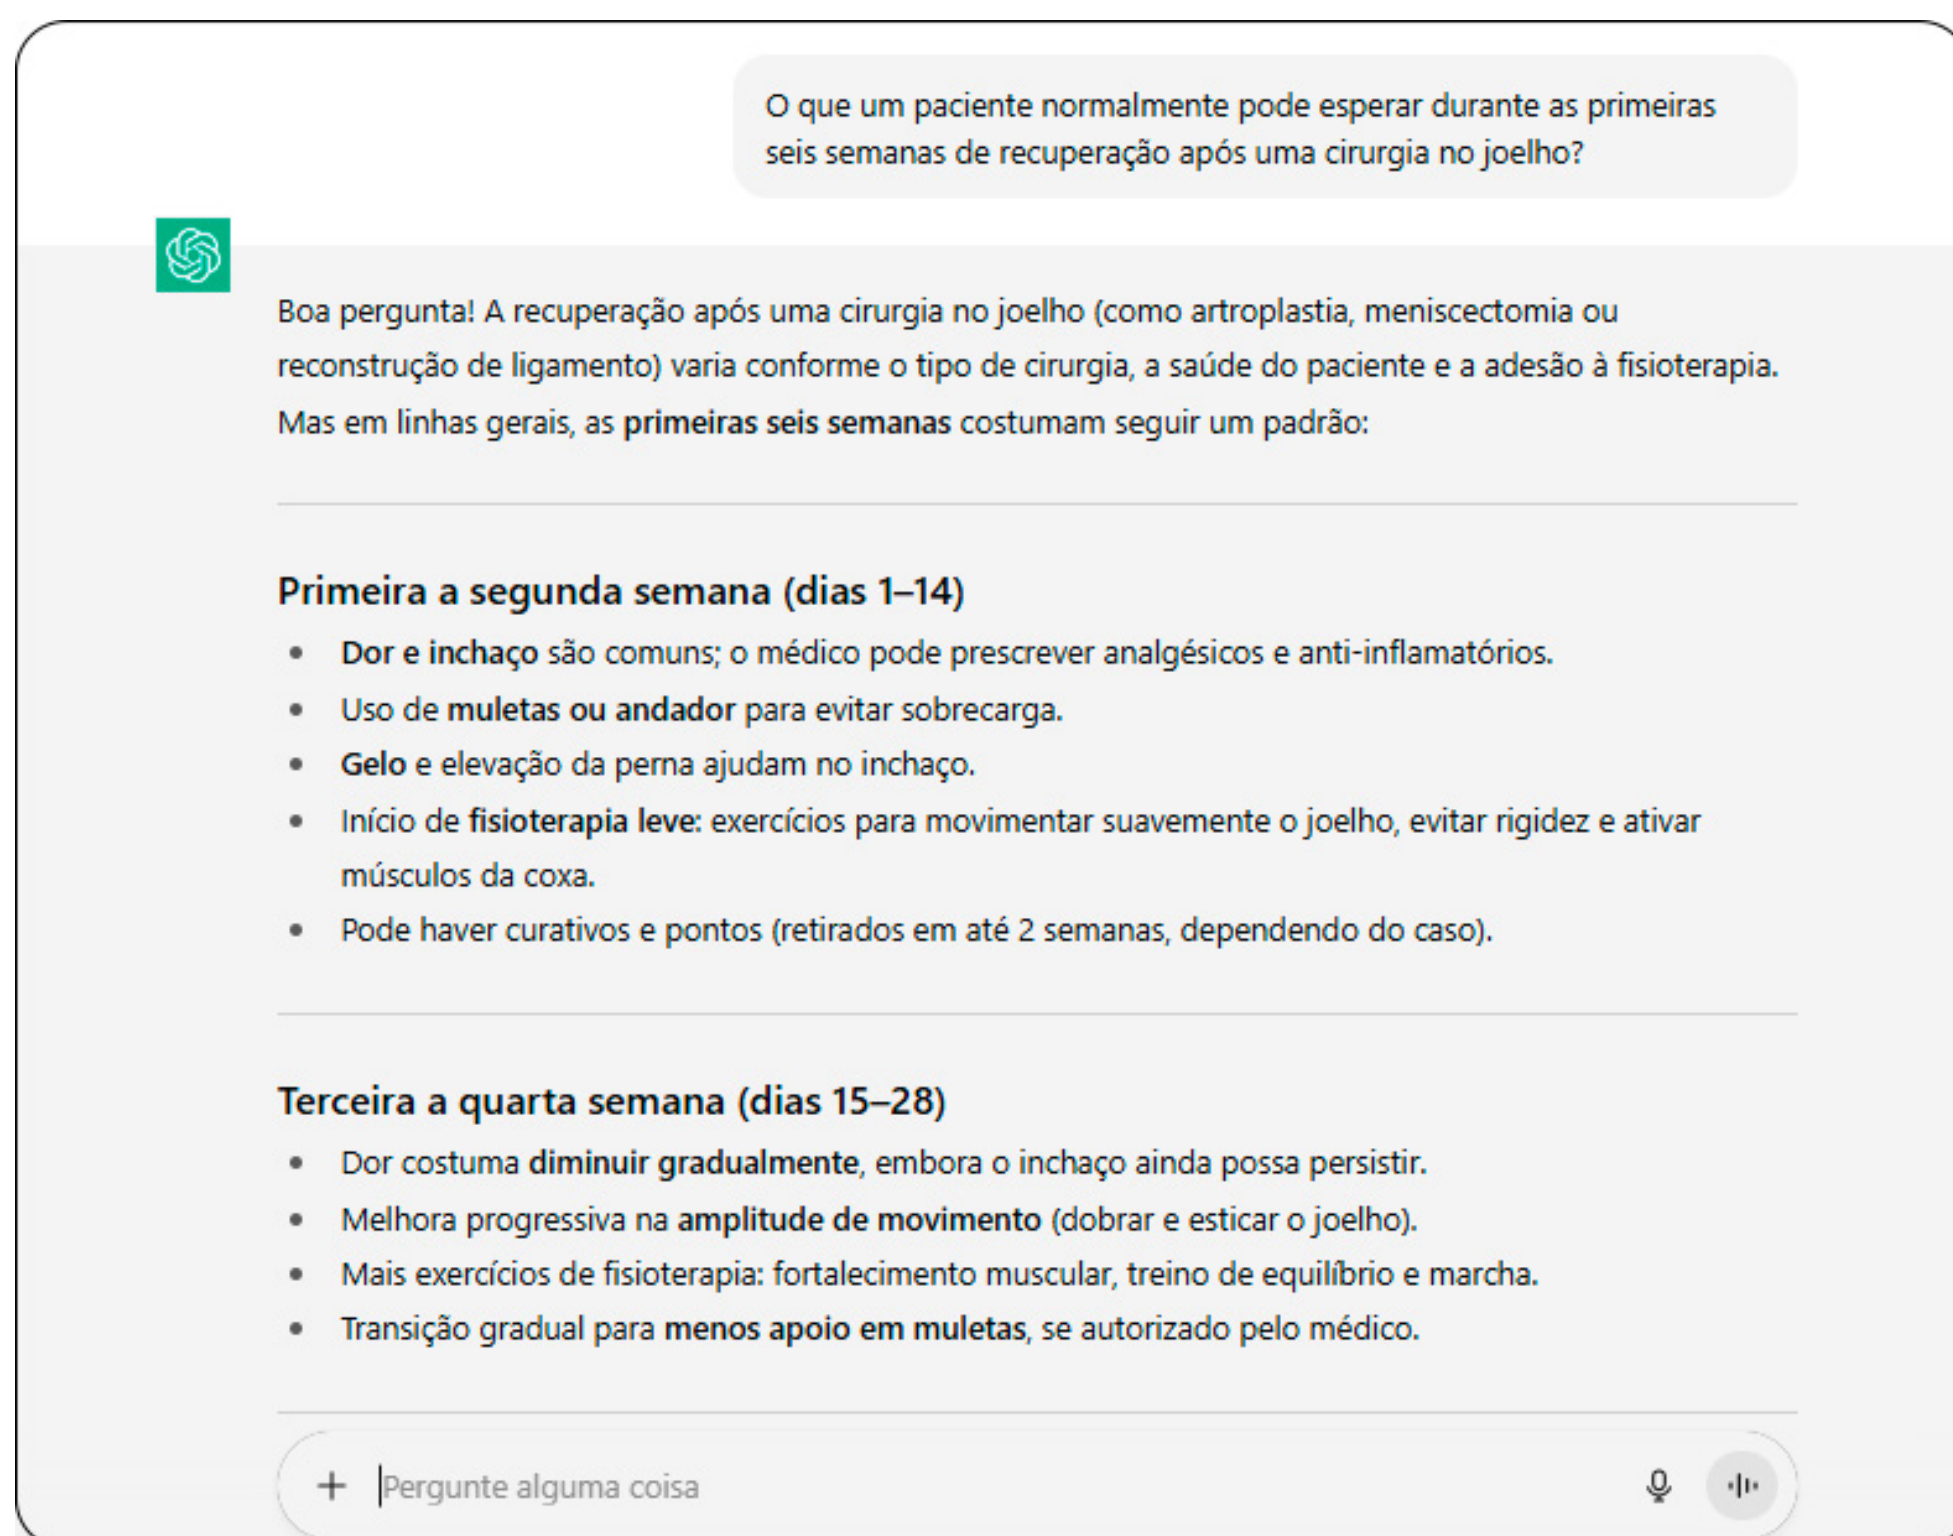 O que um paciente normalmente pode esperar durante as primeiras
seis semanas de recuperação após uma cirurgia no joelho?
Boa pergunta! A recuperação após uma cirurgia no joelho (como artroplastia, meniscectomia ou
reconstrução de ligamento) varia conforme o tipo de cirurgia, a saúde do paciente e a adesão à fisioterapia.
Mas em linhas gerais, as primeiras seis semanas costumam seguir um padrão:
Primeira a segunda semana (dias 1–14)
• Dor e inchaço são comuns; o médico pode prescrever analgésicos e anti-inflamatórios.
• Uso de muletas ou andador para evitar sobrecarga.
• Gelo e elevação da perna ajudam no inchaço.
• Início de fisioterapia leve: exercícios para movimentar suavemente o joelho, evitar rigidez e ativar
músculos da coxa.
• Pode haver curativos e pontos (retirados em até 2 semanas, dependendo do caso).
Terceira a quarta semana (dias 15–28)
• Dor costuma diminuir gradualmente, embora o inchaço ainda possa persistir.
• Melhora progressiva na amplitude de movimento (dobrar e esticar o joelho).
• Mais exercícios de fisioterapia: fortalecimento muscular, treino de equilíbrio e marcha.
• Transição gradual para menos apoio em muletas, se autorizado pelo médico.
Pergunte alguma coisa